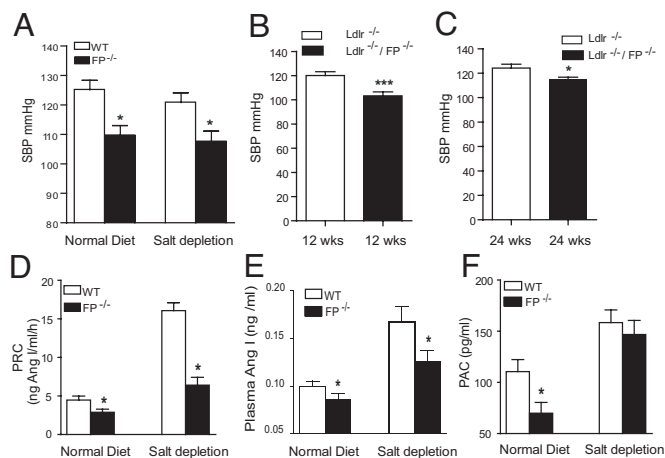 A
WT
FP-/-
SBP mmHg
140
130
120
110
100
90
80
Normal Diet
Salt depletion
*
*
B
Ldlr -/-
Ldlr -/-/ FP -/-
SBP mmHg
140
120
100
80
60
40
20
0
***
12 wks
12 wks
C
Ldlr -/-
Ldlr -/-/ FP -/-
SBP mmHg
140
120
100
80
60
40
20
0
*
24 wks
24 wks
D
WT
FP-/-
PRC
(ng Ang I/ml/h)
20
15
10
5
0
*
*
Normal Diet
Salt depletion
E
WT
FP -/-
Plasma Ang I (ng /ml)
0.20
0.15
0.10
0.05
*
*
Normal Diet
Salt depletion
F
WT
FP -/-
PAC (pg/ml)
200
150
100
50
*
Normal Diet
Salt depletion